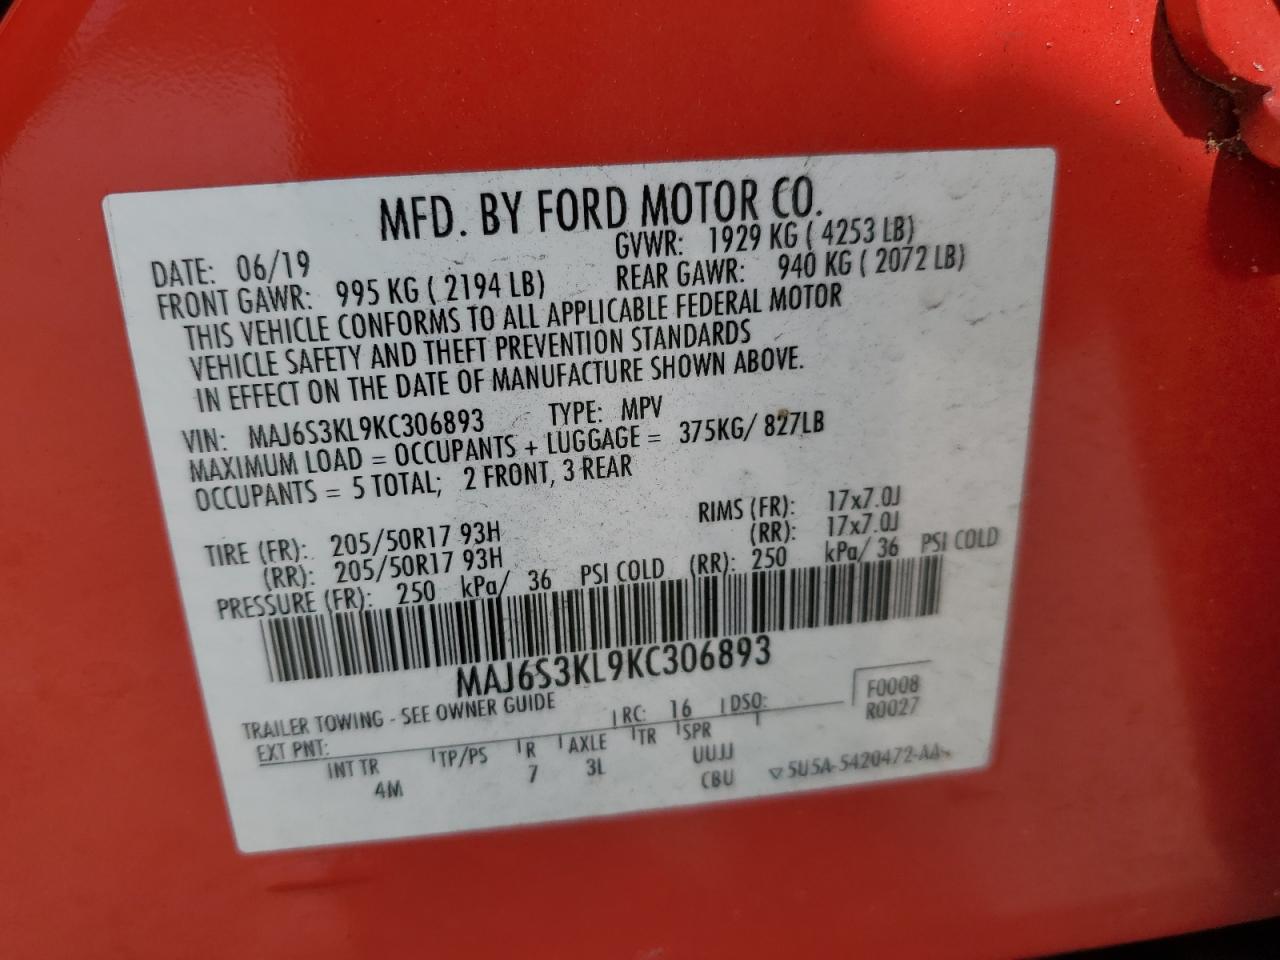 MFD. BY FORD MOTOR CO.
DATE: 06/19 GVWR: 1929 KG ( 4253 LB)
FRONT GAWR: 995 KG ( 2194 LB) REAR GAWR: 940 KG ( 2072 LB)
THIS VEHICLE CONFORMS TO ALL APPLICABLE FEDERAL MOTOR
VEHICLE SAFETY AND THEFT PREVENTION STANDARDS
IN EFFECT ON THE DATE OF MANUFACTURE SHOWN ABOVE.
VIN: MAJ6S3KL9KC306893 TYPE: MPV
MAXIMUM LOAD = OCCUPANTS + LUGGAGE = 375KG/ 827LB
OCCUPANTS = 5 TOTAL; 2 FRONT, 3 REAR
TIRE (FR): 205/50R17 93H RIMS (FR): 17x7.0J
(RR): 205/50R17 93H (RR): 17x7.0J
PRESSURE (FR): 250 kPa/ 36 PSI COLD (RR): 250 kPa/ 36 PSI COLD
MAJ6S3KL9KC306893
TRAILER TOWING - SEE OWNER GUIDE
EXT PNT: RC: 16 DSO: F0008
R0027
INT TR TP/PS R AXLE TR SPR
4M 7 3L UUJJ
CBU 5U5A-5420472-AA